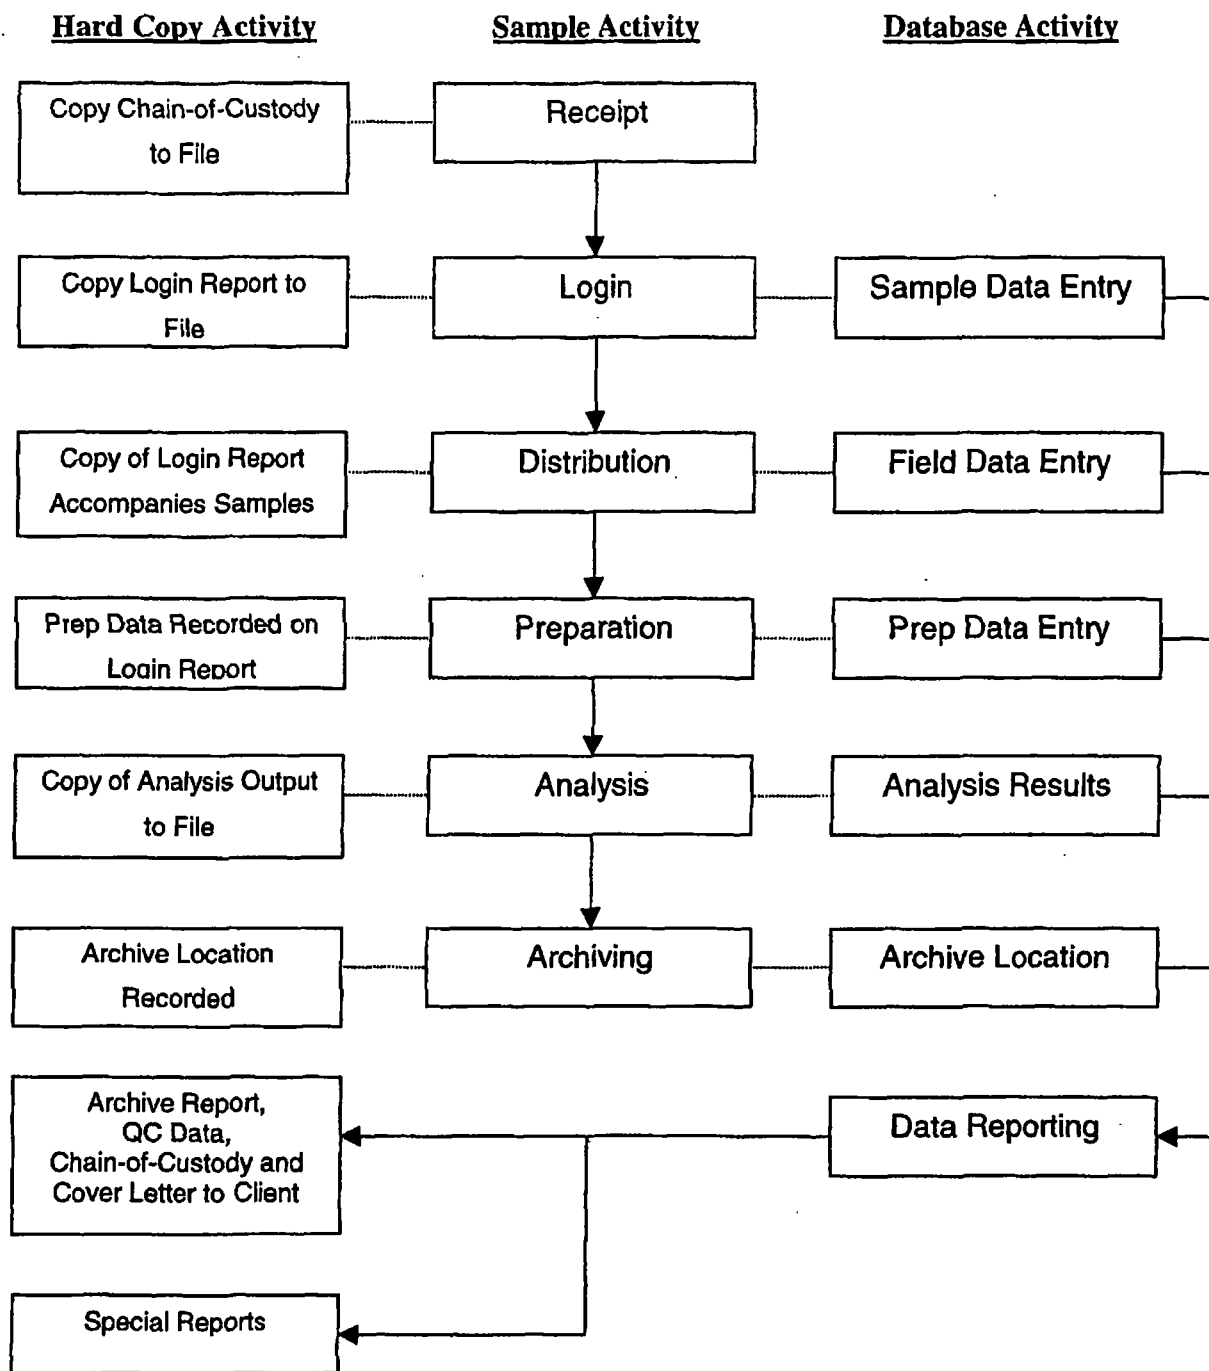 Hard Copy Activity
Sample Activity
Database Activity
Copy Chain-of-Custody
to File
Receipt
Copy Login Report to
File
Login
Sample Data Entry
Copy of Login Report
Accompanies Samples
Distribution
Field Data Entry
Prep Data Recorded on
Login Report
Preparation
Prep Data Entry
Copy of Analysis Output
to File
Analysis
Analysis Results
Archive Location
Recorded
Archiving
Archive Location
Archive Report,
QC Data,
Chain-of-Custody and
Cover Letter to Client
Data Reporting
Special Reports